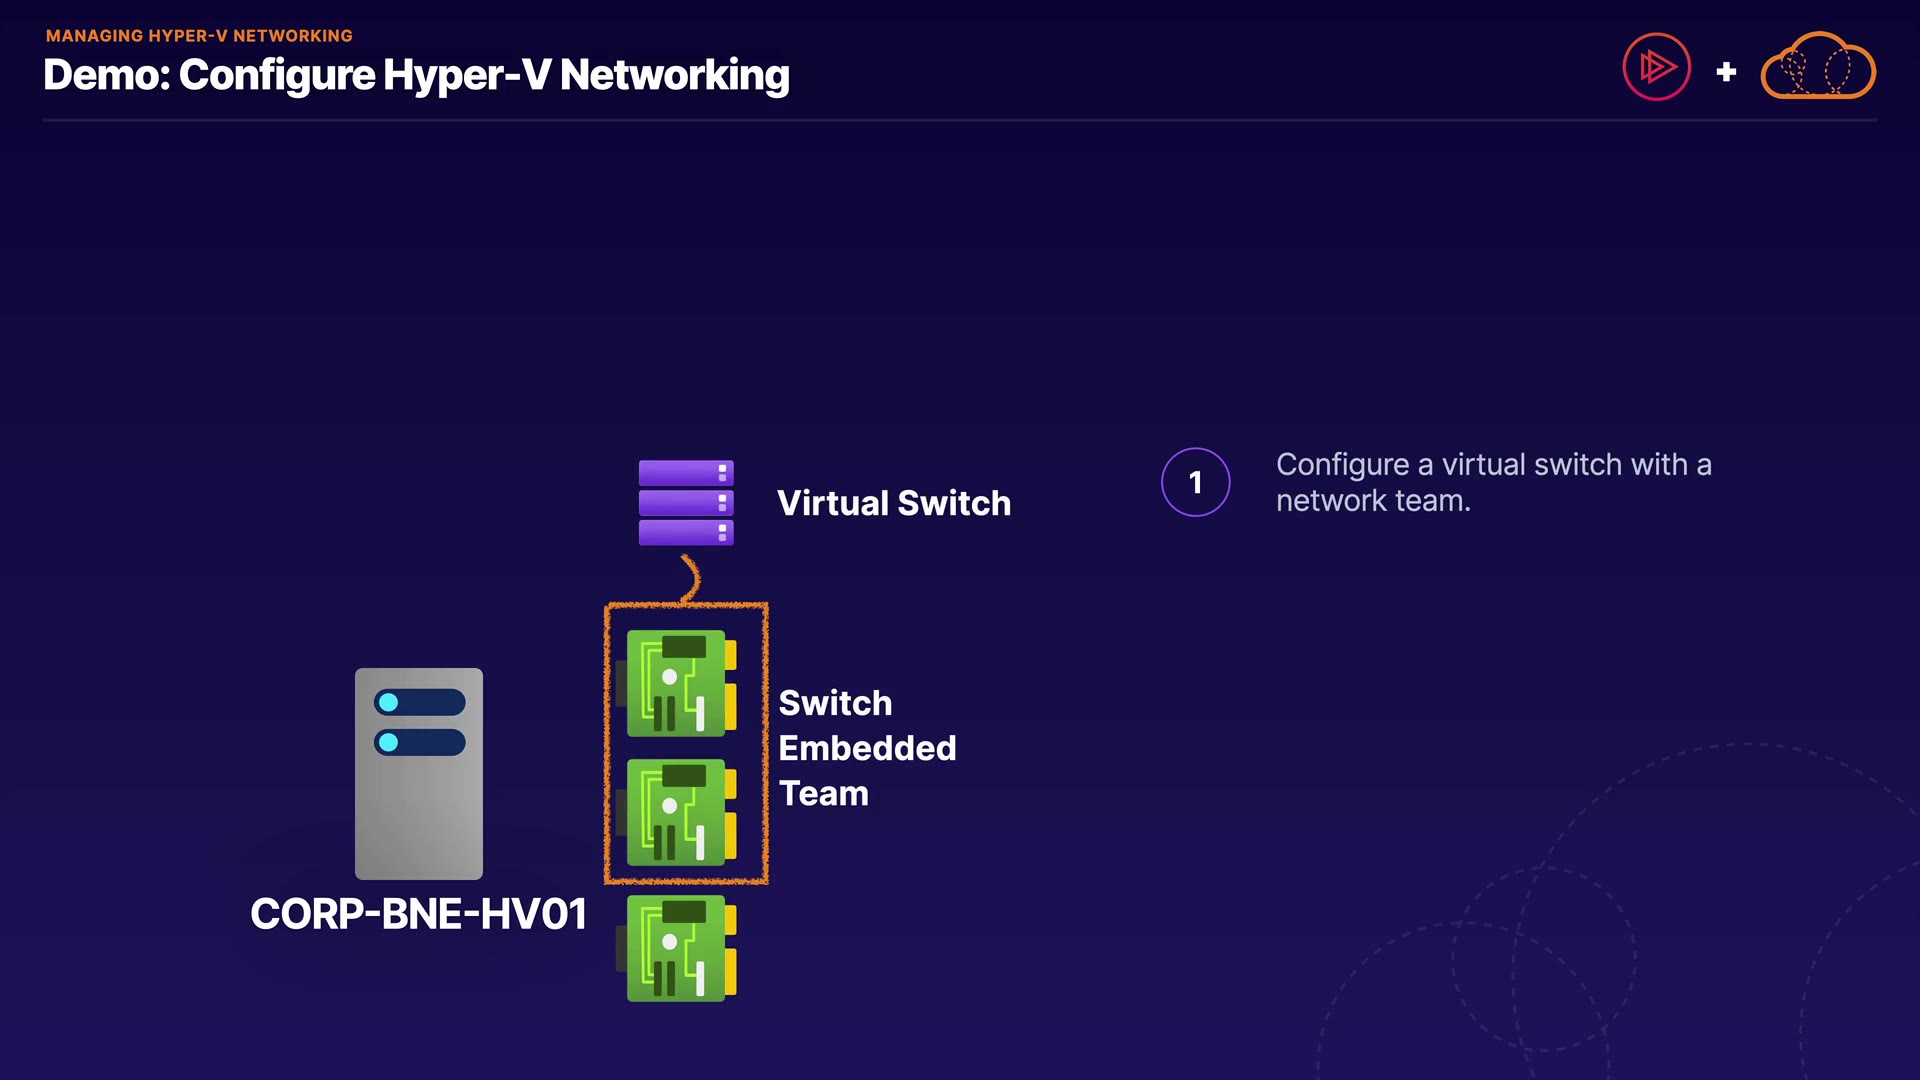 MANAGING HYPER-V NETWORKING
Demo: Configure Hyper-V Networking
Virtual Switch
1
Configure a virtual switch with a
network team.
Switch
Embedded
Team
CORP-BNE-HV01